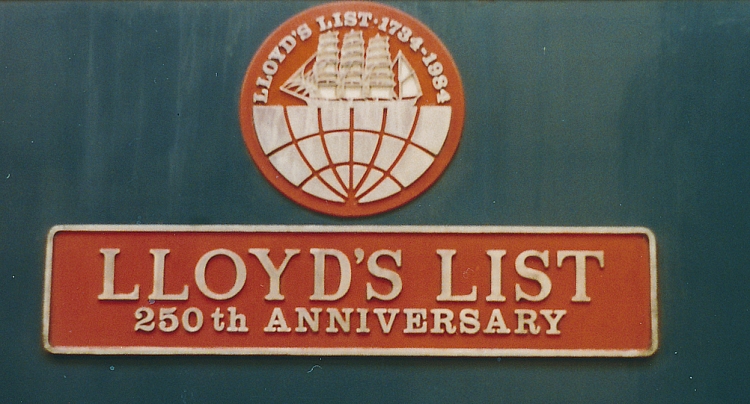 LLOYD'S LIST·1734-1984
LLOYD'S LIST
250th ANNIVERSARY